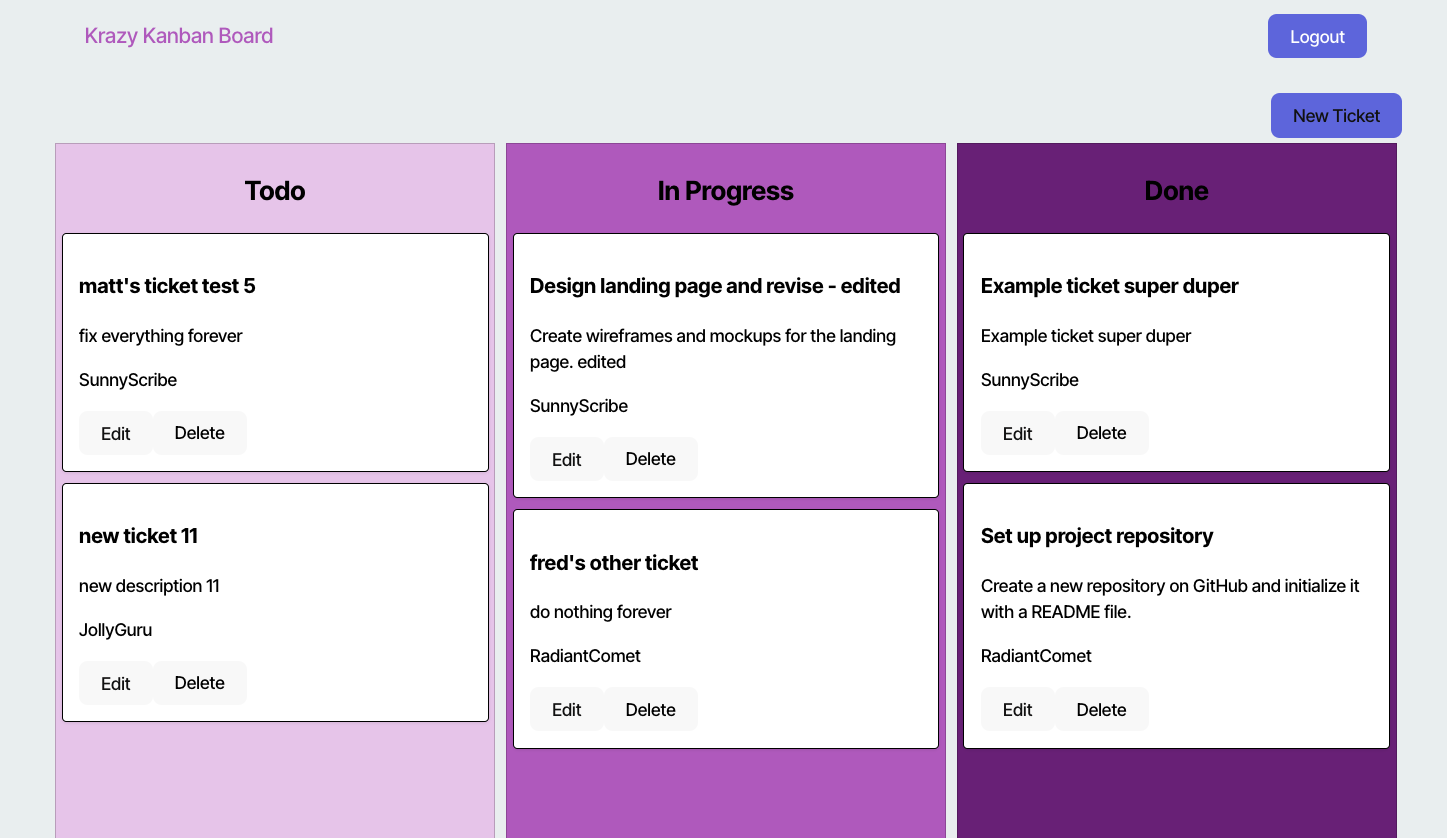 Krazy Kanban Board
Logout
New Ticket
Todo
matt's ticket test 5
fix everything forever
SunnyScribe
Edit
Delete
new ticket 11
new description 11
JollyGuru
Edit
Delete
In Progress
Design landing page and revise - edited
Create wireframes and mockups for the landing
page. edited
SunnyScribe
Edit
Delete
fred's other ticket
do nothing forever
RadiantComet
Edit
Delete
Done
Example ticket super duper
Example ticket super duper
SunnyScribe
Edit
Delete
Set up project repository
Create a new repository on GitHub and initialize it
with a README file.
RadiantComet
Edit
Delete